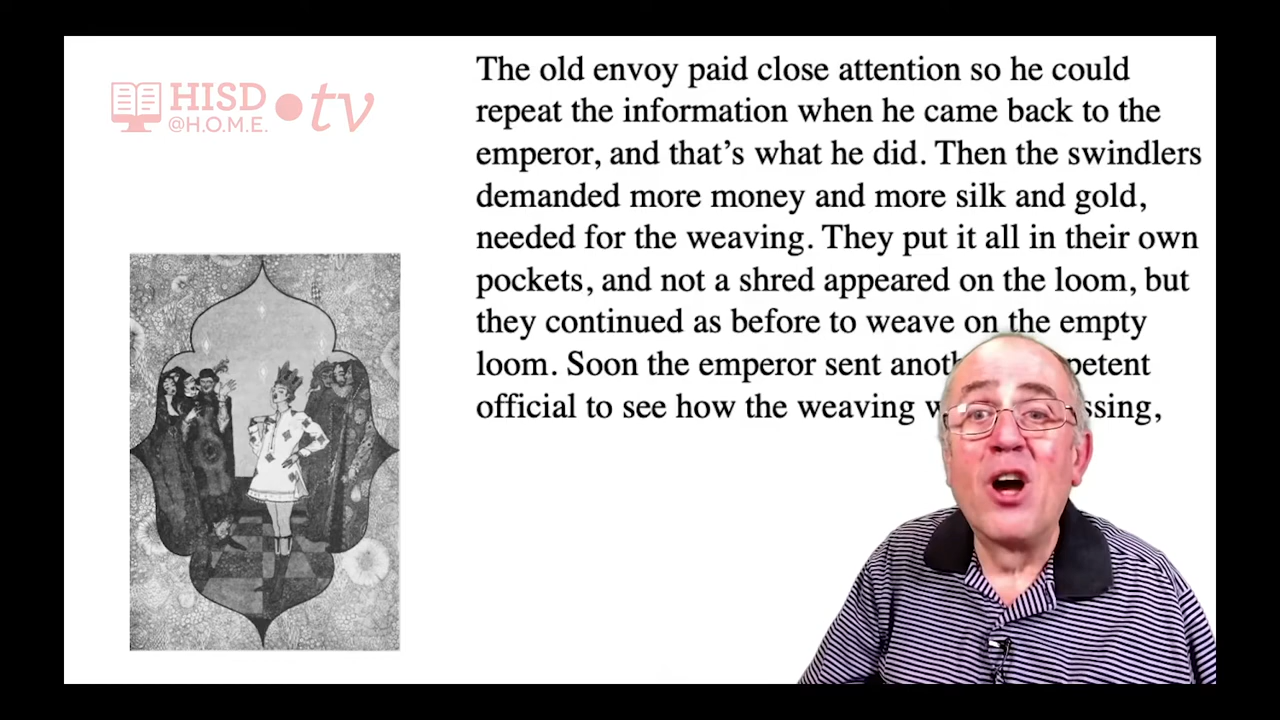 HISD
@H.O.M.E.
tv
The old envoy paid close attention so he could
repeat the information when he came back to the
emperor, and that’s what he did. Then the swindlers
demanded more money and more silk and gold,
needed for the weaving. They put it all in their own
pockets, and not a shred appeared on the loom, but
they continued as before to weave on the empty
loom. Soon the emperor sent
official to see how the weaving